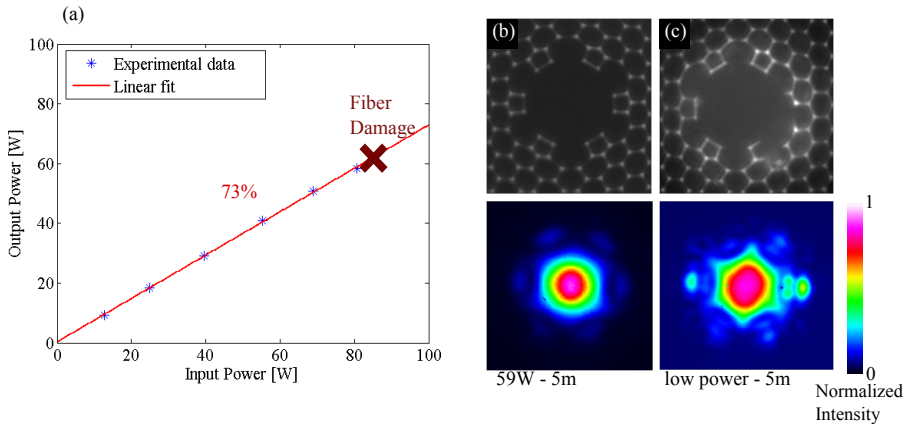 (a)
100
80
60
40
20
0
Output Power [W]
Experimental data
Linear fit
Fiber
Damage
73%
0 20 40 60 80 100
Input Power [W]
(b)
(c)
59W - 5m
low power - 5m
1
0
Normalized
Intensity